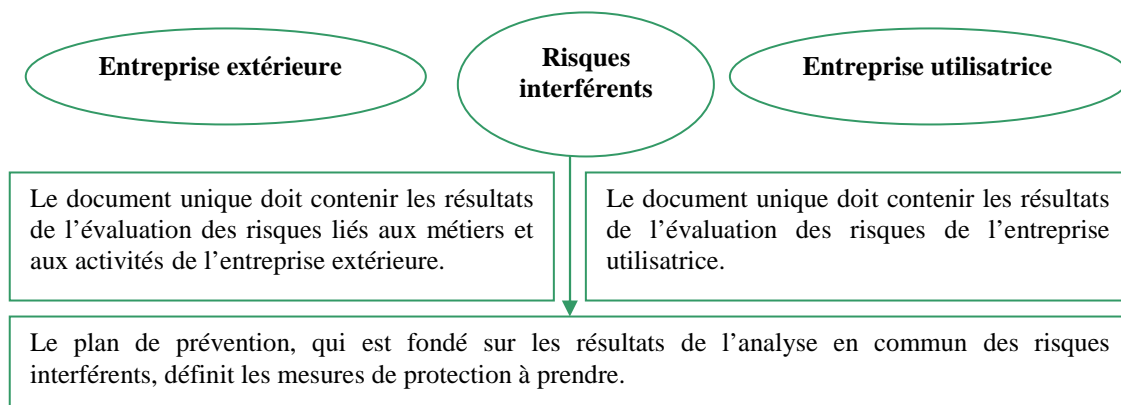 Entreprise extérieure
Risques
interférents
Entreprise utilisatrice
Le document unique doit contenir les résultats
de l’évaluation des risques liés aux métiers et
aux activités de l’entreprise extérieure.
Le document unique doit contenir les résultats
de l’évaluation des risques de l’entreprise
utilisatrice.
Le plan de prévention, qui est fondé sur les résultats de l’analyse en commun des risques
interférents, définit les mesures de protection à prendre.